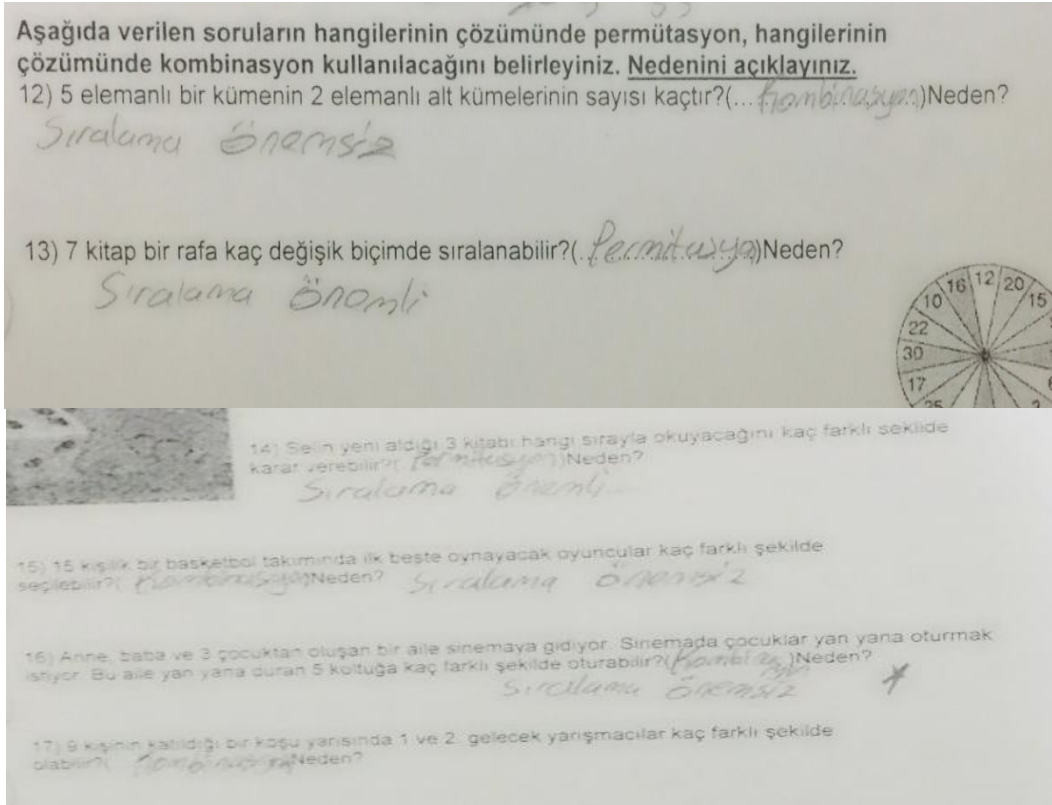 Aşağıda verilen soruların hangilerinin çözümünde permütasyon, hangilerinin
çözümünde kombinasyon kullanılacağını belirleyiniz. Nedenini açıklayınız.
12) 5 elemanlı bir kümenin 2 elemanlı alt kümelerinin sayısı kaçtır?(...kombinasyon)Neden?
Sıralama önemsiz
13) 7 kitap bir rafa kaç değişik biçimde sıralanabilir?(.Permitasyon)Neden?
Sıralama önemli
16 12 20
10 15
22
30
17
25
14) Selin yeni aldığı 3 kitabı hangi sırayla okuyacağını kaç farklı şekilde
karar verebilir?(Permitasyon)Neden?
Sıralama önemli
15) 15 kişilik bir basketbol takımında ilk beşte oynayacak oyuncular kaç farklı şekilde
seçilebilir?(Kombinasyon)Neden? Sıralama önemsiz
16) Anne, baba ve 3 çocuktan oluşan bir aile sinemaya gidiyor. Sinemada çocuklar yan yana oturmak
istiyor. Bu aile yan yana duran 5 koltuğa kaç farklı şekilde oturabilir?(Kombinasyon)Neden?
Sıralama önemsiz *
17) 9 kişinin katıldığı bir koşu yarışında 1 ve 2. gelecek yarışmacılar kaç farklı şekilde
olabilir?(Kombinasyon)Neden?